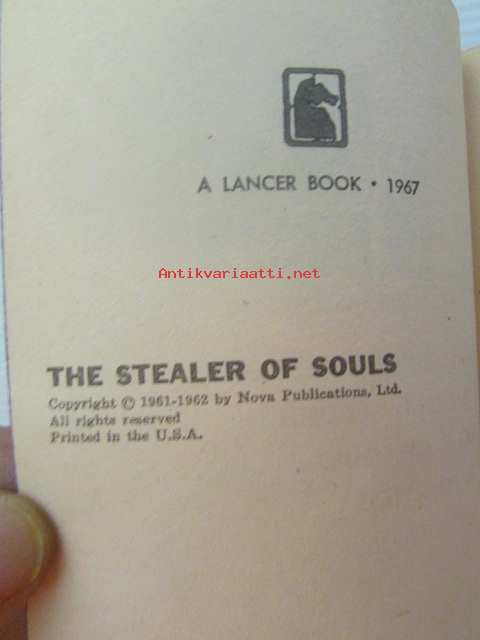 A LANCER BOOK • 1967
Antikvariaatti.net
THE STEALER OF SOULS
Copyright © 1961-1962 by Nova Publications, Ltd.
All rights reserved
Printed in the U.S.A.